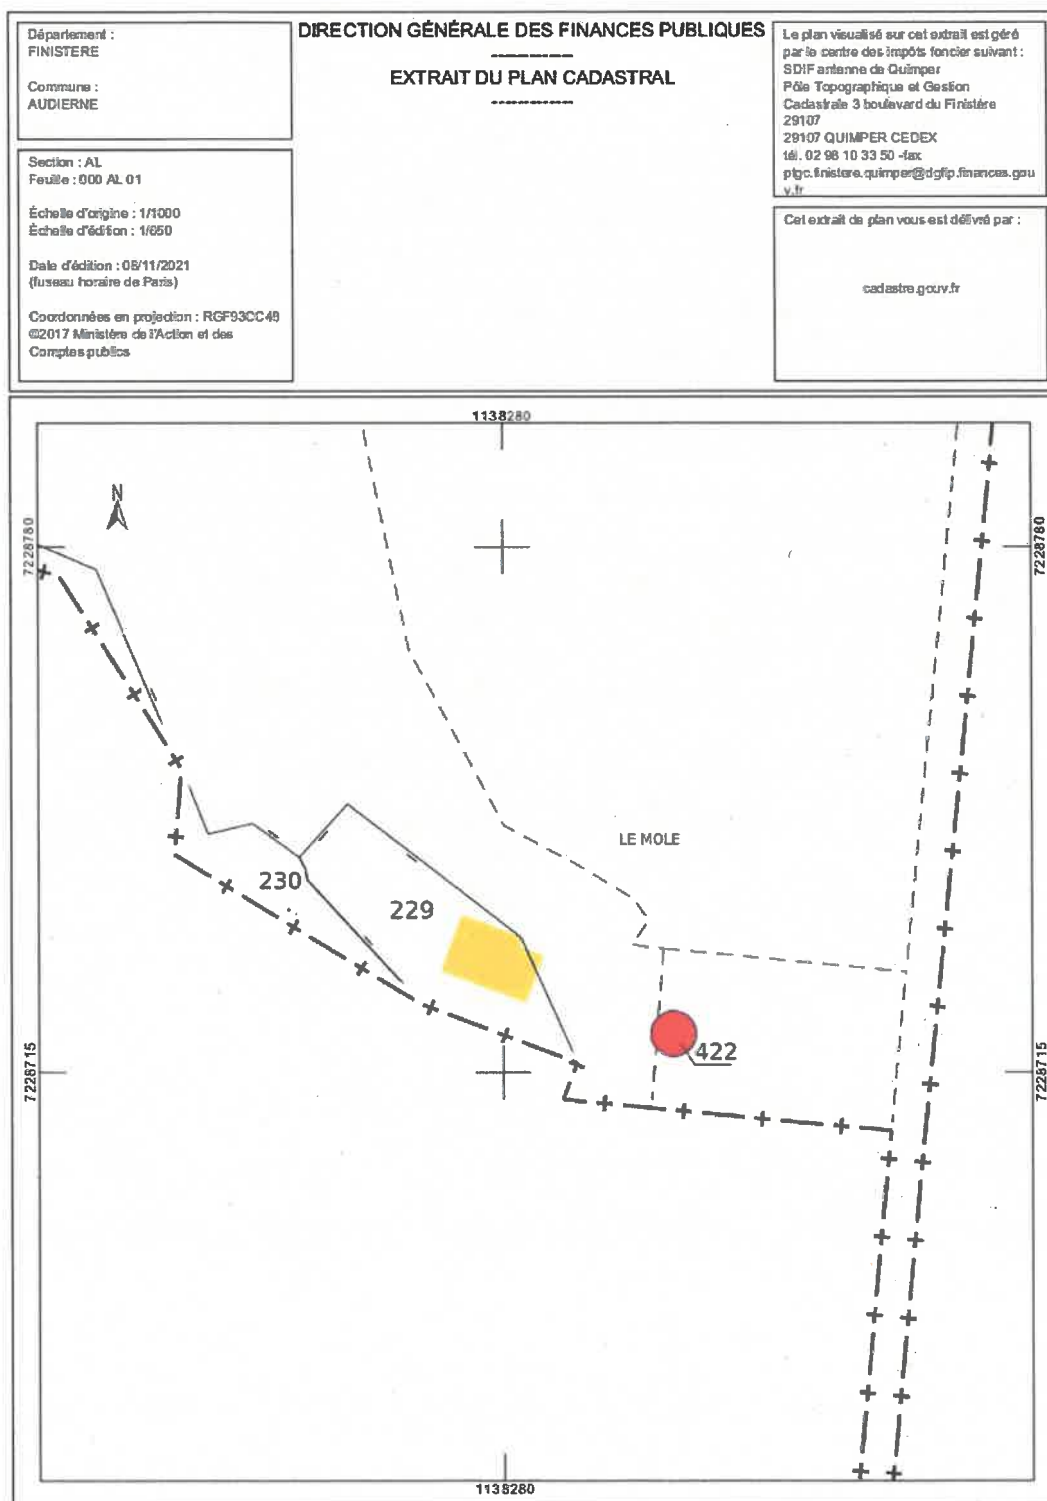 Département :
FINISTERE
Commune :
AUDIERNE
Section : AL
Feuille : 000 AL 01
Échelle d'origine : 1/1000
Échelle d'édition : 1/650
Date d'édition : 08/11/2021
(fuseau horaire de Paris)
Coordonnées en projection : RGF93CC48
©2017 Ministère de l'Action et des
Comptes publics
DIRECTION GÉNÉRALE DES FINANCES PUBLIQUES
----------
EXTRAIT DU PLAN CADASTRAL
----------
Le plan visualisé sur cet extrait est géré
par le centre des impôts foncier suivant :
SDIF antenne de Quimper
Pôle Topographique et Gestion
Cadastrale 3 boulevard du Finistère
29107
29107 QUIMPER CEDEX
tél. 02 98 10 33 50 -fax
ptgc.finistere.quimper@dgfip.finances.gou
v.fr
Cet extrait de plan vous est délivré par :
cadastre.gouv.fr
1138280
N
7228780
7228780
LE MOLE
230
229
422
7228715
7228715
1138280